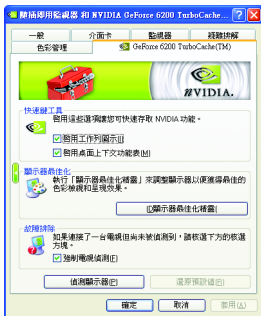 隨插即用監視器 和 NVIDIA GeForce 6200 TurboCache...
一般 介面卡 監視器 疑難排解
色彩管理 GeForce 6200 TurboCache(TM)
NVIDIA.
快速鍵工具
啓用這些選項讓您可快速存取 NVIDIA 功能。
啓用工作列圖示(I)
啓用桌面上下文功能表(M)
顯示器最佳化
執行「顯示器最佳化精靈」來調整顯示器以便獲得最佳的
色彩檢視和呈現效果。
顯示器最佳化精靈(
故障排除
如果連接了一台電視但尚未被偵測到，請核選下方的核選
方塊。
強制電視偵測(F)
偵測顯示器(P) 還原預設值(R)
確定 取消 套用(A)